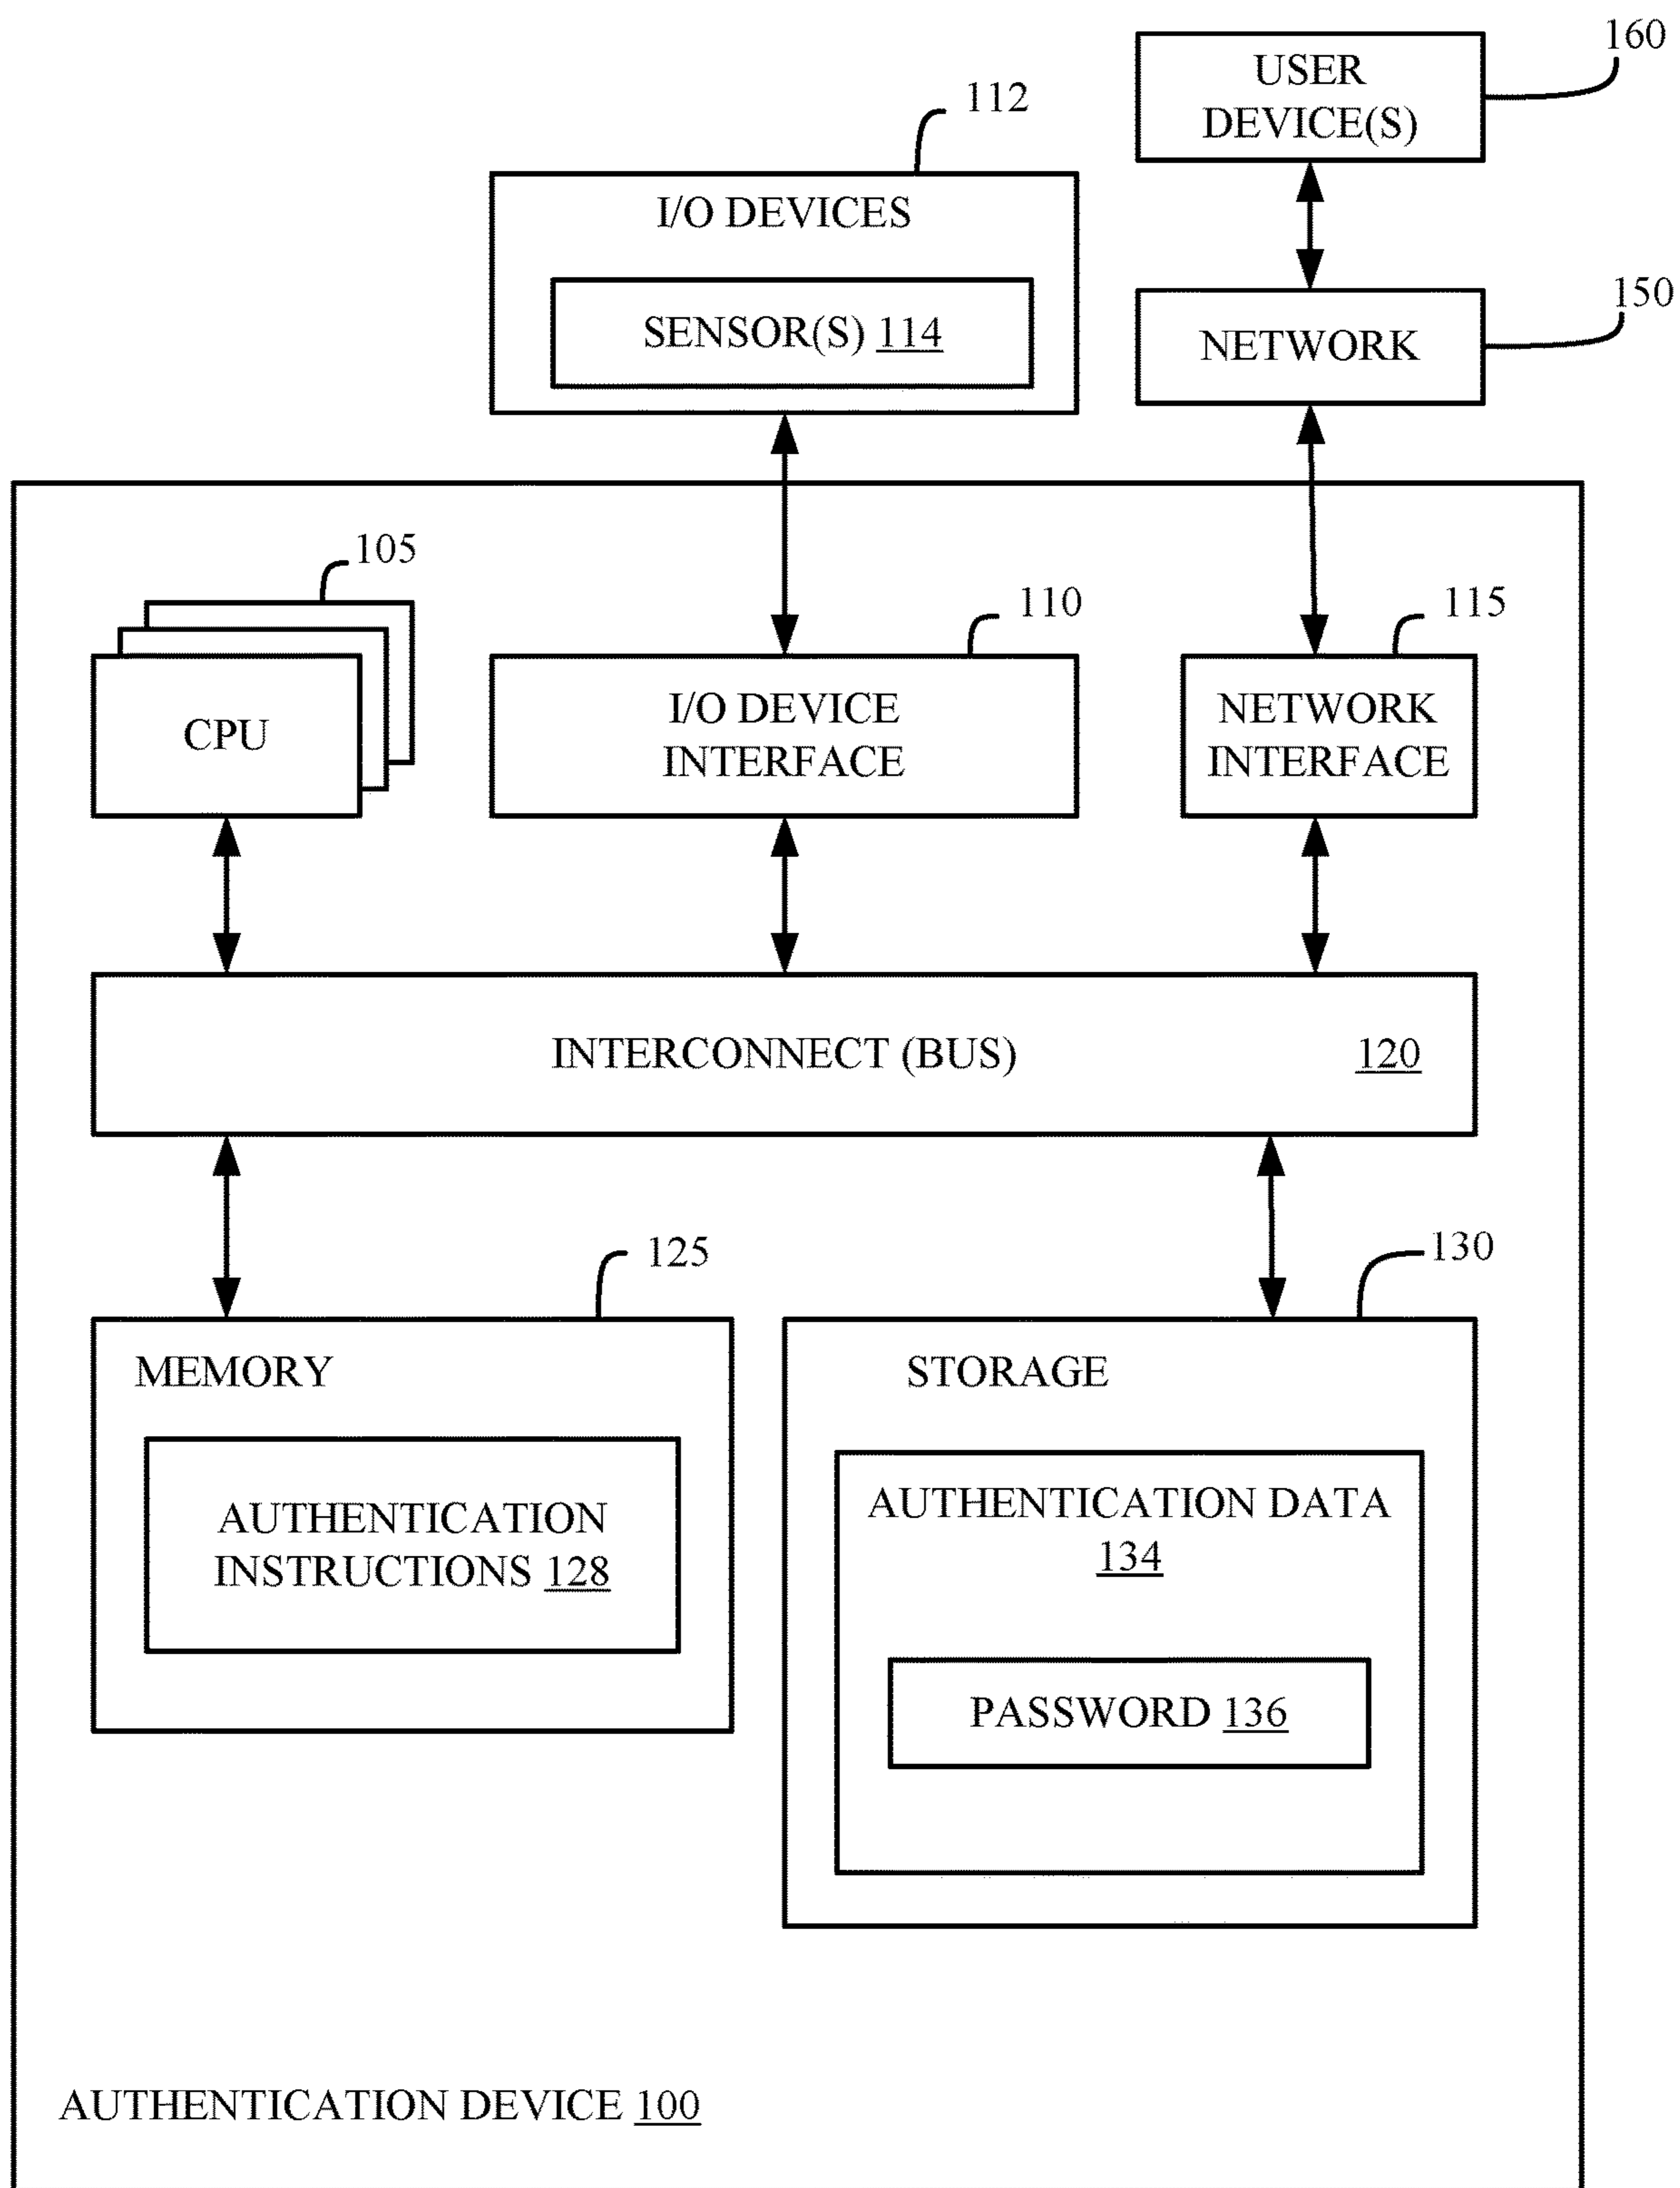 160
USER
DEVICE(S)
112
I/O DEVICES
SENSOR(S) 114
150
NETWORK
105
CPU
110
I/O DEVICE
INTERFACE
115
NETWORK
INTERFACE
INTERCONNECT (BUS) 120
125
MEMORY
AUTHENTICATION
INSTRUCTIONS 128
130
STORAGE
AUTHENTICATION DATA
134
PASSWORD 136
AUTHENTICATION DEVICE 100